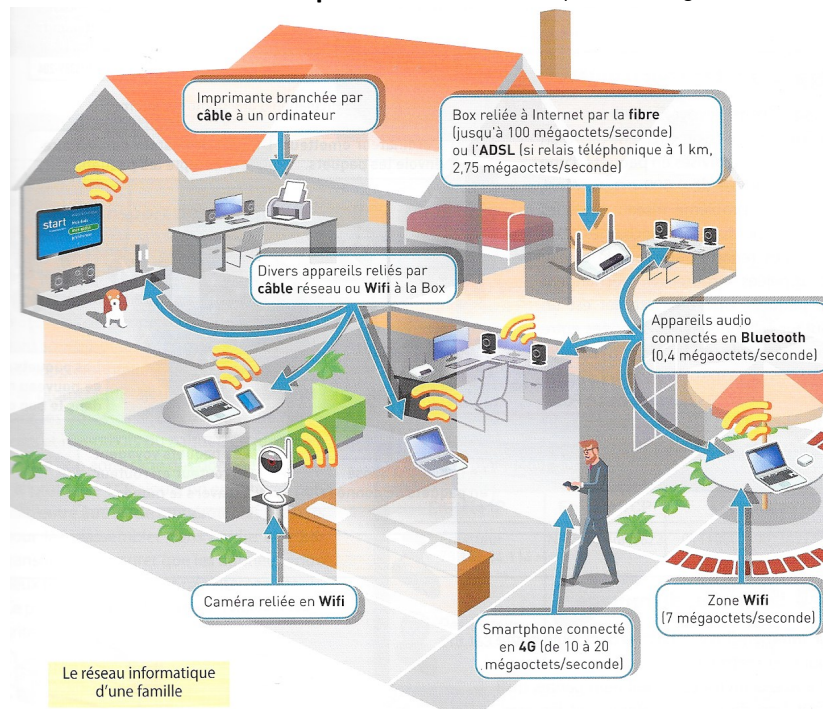 Imprimante branchée par
câble à un ordinateur
Box reliée à Internet par la fibre
(jusqu'à 100 mégaoctets/seconde)
ou l'ADSL (si relais téléphonique à 1 km,
2,75 mégaoctets/seconde)
start
Divers appareils reliés par
câble réseau ou Wifi à la Box
Appareils audio
connectés en Bluetooth
(0,4 mégaoctets/seconde)
Caméra reliée en Wifi
Smartphone connecté
en 4G (de 10 à 20
mégaoctets/seconde)
Zone Wifi
(7 mégaoctets/seconde)
Le réseau informatique
d'une famille